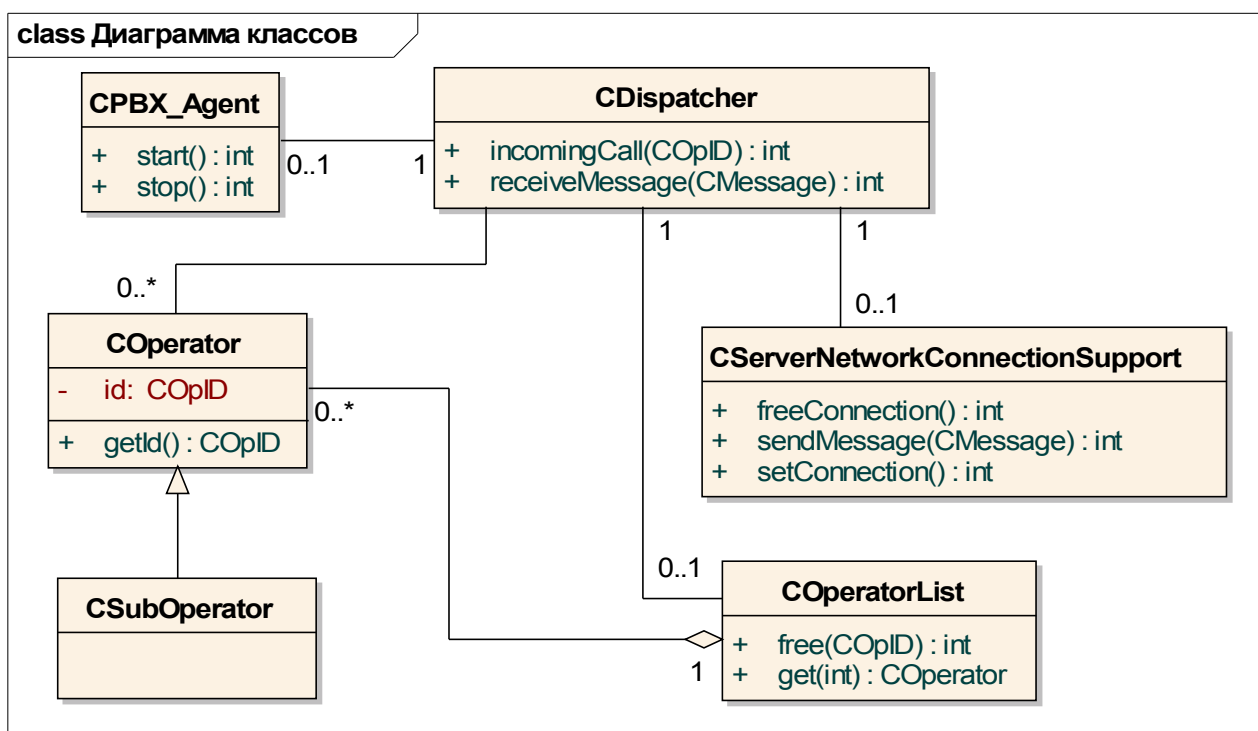 class Диаграмма классов
CPBX_Agent
+ start() : int
+ stop() : int
0..1
1
CDispatcher
+ incomingCall(COpID) : int
+ receiveMessage(CMessage) : int
1
1
0..*
0..1
COperator
- id: COpID
+ getId() : COpID
0..*
CServerNetworkConnectionSupport
+ freeConnection() : int
+ sendMessage(CMessage) : int
+ setConnection() : int
CSubOperator
0..1
1
COperatorList
+ free(COpID) : int
+ get(int) : COperator